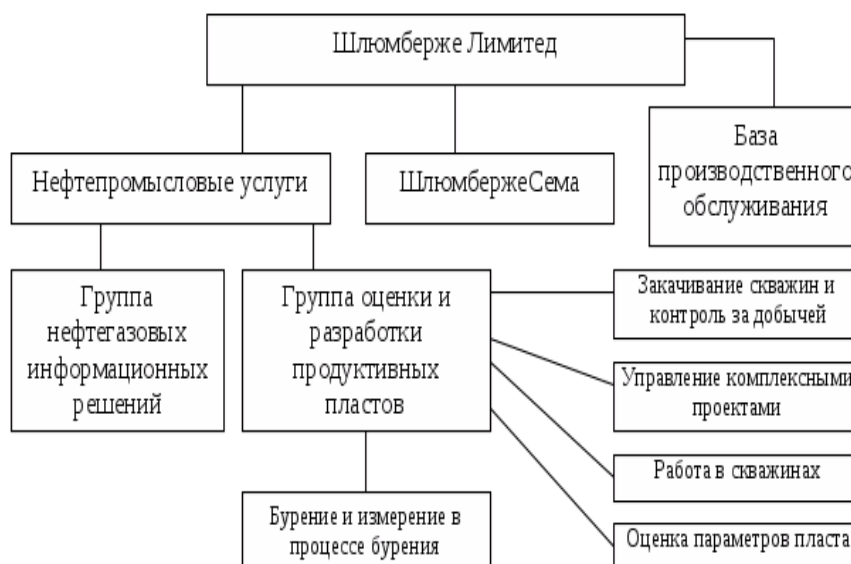 Шлюмберже Лимитед
Нефтепромысловые услуги
ШлюмбержеСема
База
производственного
обслуживания
Группа
нефтегазовых
информационных
решений
Группа оценки и
разработки
продуктивных
пластов
Закачивание скважин и
контроль за добычей
Управление комплексными
проектами
Работа в скважинах
Оценка параметров пласта
Бурение и измерение в
процессе бурения